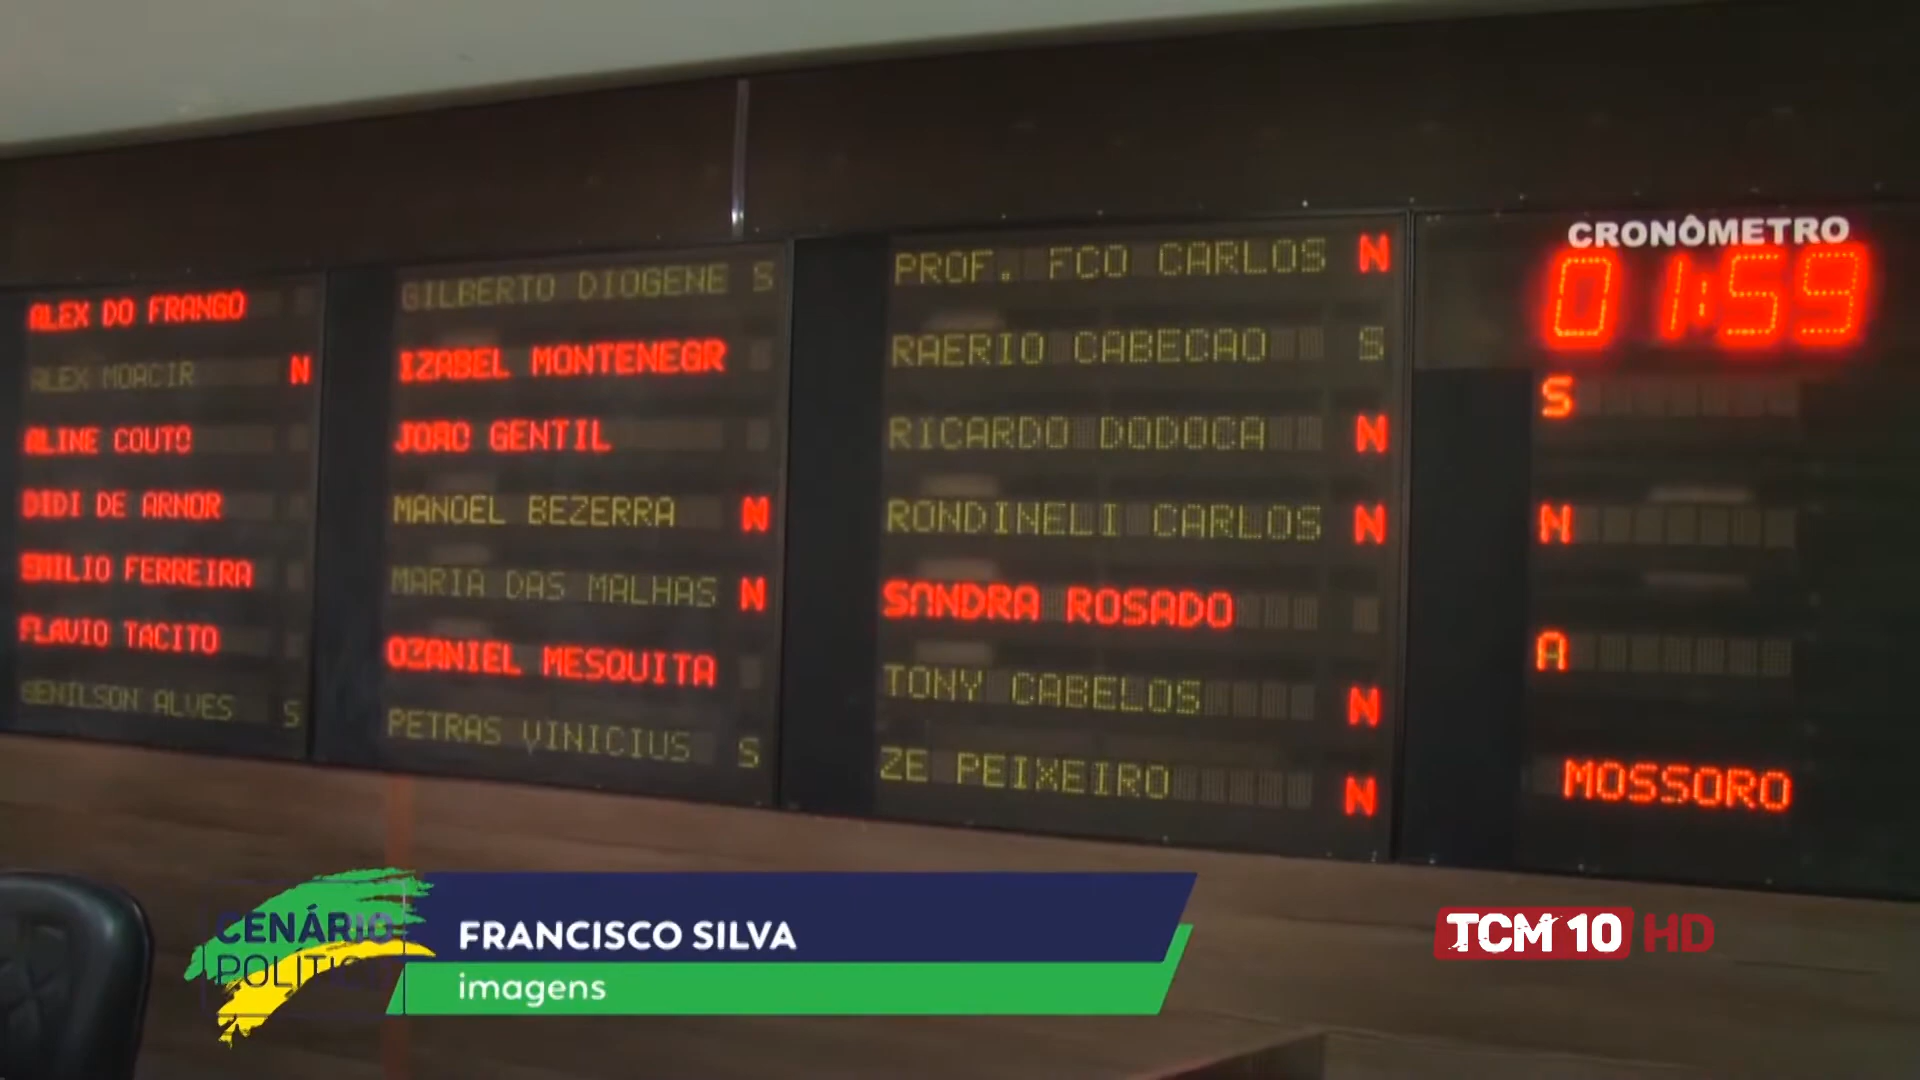 ALEX DO FRANGO
ALEX MOACIR N
ALINE COUTO
DIDI DE ARNOR
EMILIO FERREIRA
FLAVIO TACITO
GENILSON ALVES S
GILBERTO DIOGENE S
IZABEL MONTENEGR
JOAO GENTIL
MANOEL BEZERRA N
MARIA DAS MALHAS N
OZANIEL MESQUITA
PETRAS VINICIUS S
PROF. FCO CARLOS N
RAERIO CABECAO S
RICARDO DODOCA N
RONDINELI CARLOS N
SANDRA ROSADO
TONY CABELOS N
ZE PEIXEIRO N
CRONÔMETRO
01:59
S
N
A
MOSSORO
CENÁRIO
POLÍTICO
FRANCISCO SILVA
imagens
TCM 10 HD